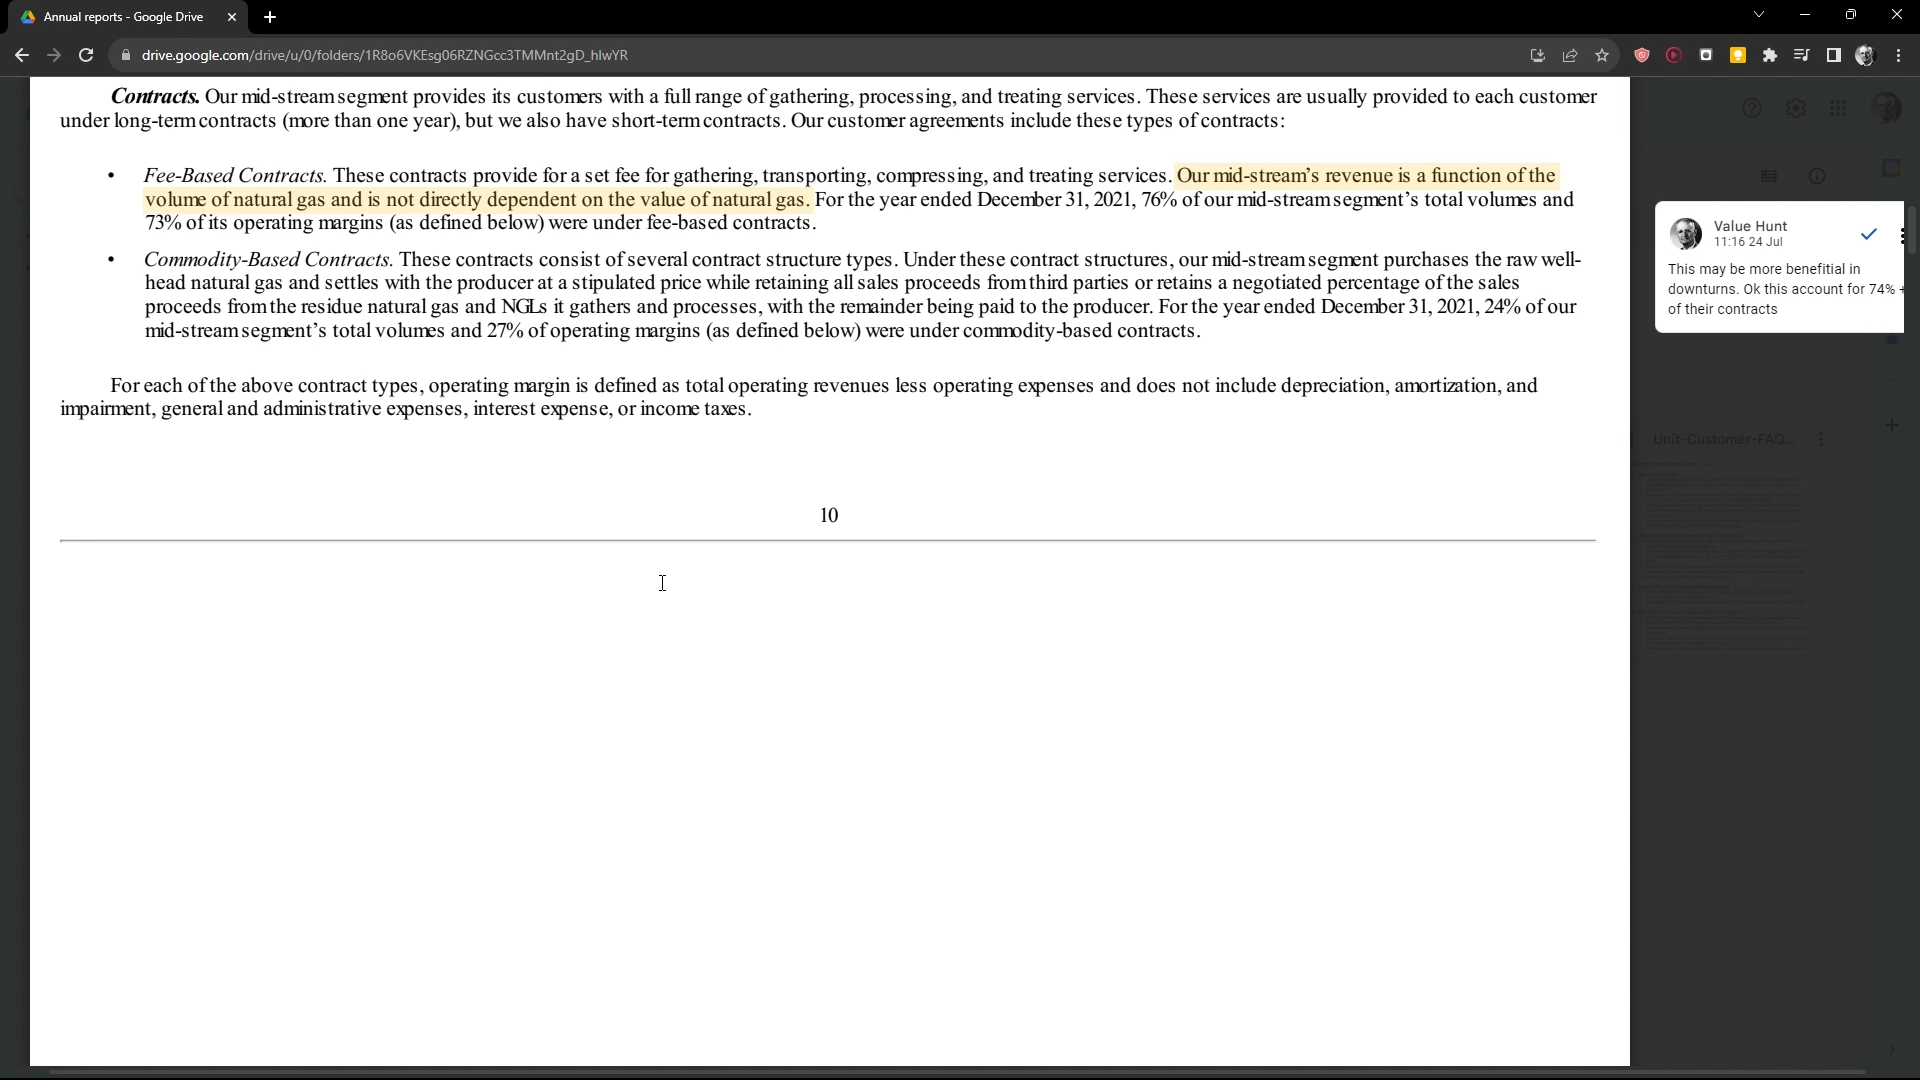 Annual reports - Google Drive
drive.google.com/drive/u/0/folders/1R8o6VKEsg06RZNGcc3TMMnt2gD_hlwYR
Contracts. Our mid-stream segment provides its customers with a full range of gathering, processing, and treating services. These services are usually provided to each customer
under long-term contracts (more than one year), but we also have short-term contracts. Our customer agreements include these types of contracts:
• Fee-Based Contracts. These contracts provide for a set fee for gathering, transporting, compressing, and treating services. Our mid-stream’s revenue is a function of the
volume of natural gas and is not directly dependent on the value of natural gas. For the year ended December 31, 2021, 76% of our mid-stream segment’s total volumes and
73% of its operating margins (as defined below) were under fee-based contracts.
• Commodity-Based Contracts. These contracts consist of several contract structure types. Under these contract structures, our mid-stream segment purchases the raw well-
head natural gas and settles with the producer at a stipulated price while retaining all sales proceeds from third parties or retains a negotiated percentage of the sales
proceeds from the residue natural gas and NGLs it gathers and processes, with the remainder being paid to the producer. For the year ended December 31, 2021, 24% of our
mid-stream segment’s total volumes and 27% of operating margins (as defined below) were under commodity-based contracts.
For each of the above contract types, operating margin is defined as total operating revenues less operating expenses and does not include depreciation, amortization, and
impairment, general and administrative expenses, interest expense, or income taxes.
10
Value Hunt
11:16 24 Jul
This may be more benefitial in
downturns. Ok this account for 74% +
of their contracts
Unit-Customer-FAQ...